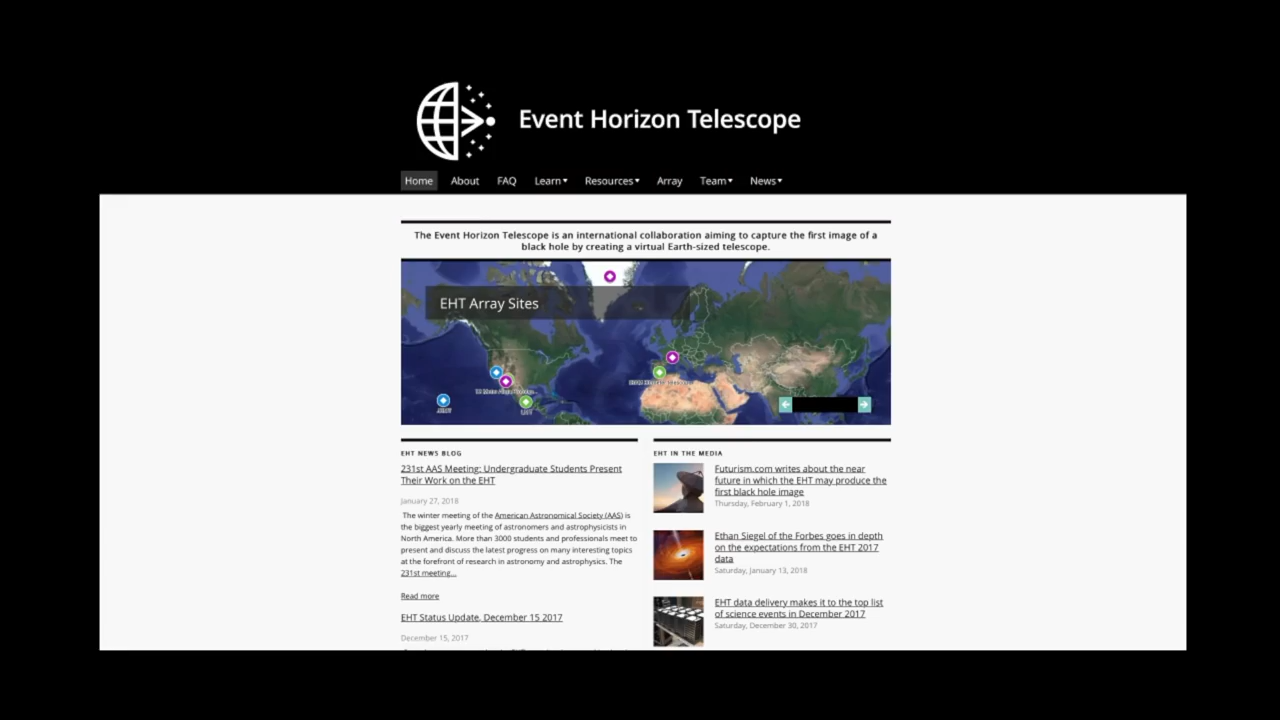 Event Horizon Telescope
Home About FAQ Learn Resources Array Team News
The Event Horizon Telescope is an international collaboration aiming to capture the first image of a
black hole by creating a virtual Earth-sized telescope.
EHT Array Sites
EHT NEWS BLOG
231st AAS Meeting: Undergraduate Students Present
Their Work on the EHT
January 27, 2018
The winter meeting of the American Astronomical Society (AAS) is
the biggest yearly meeting of astronomers and astrophysicists in
North America. More than 3000 students and professionals meet to
present and discuss the latest progress on many interesting topics
at the forefront of research in astronomy and astrophysics. The
231st meeting...
Read more
EHT Status Update, December 15 2017
December 15, 2017
EHT IN THE MEDIA
Futurism.com writes about the near
future in which the EHT may produce the
first black hole image
Thursday, February 1, 2018
Ethan Siegel of the Forbes goes in depth
on the expectations from the EHT 2017
data
Saturday, January 13, 2018
EHT data delivery makes it to the top list
of science events in December 2017
Saturday, December 30, 2017